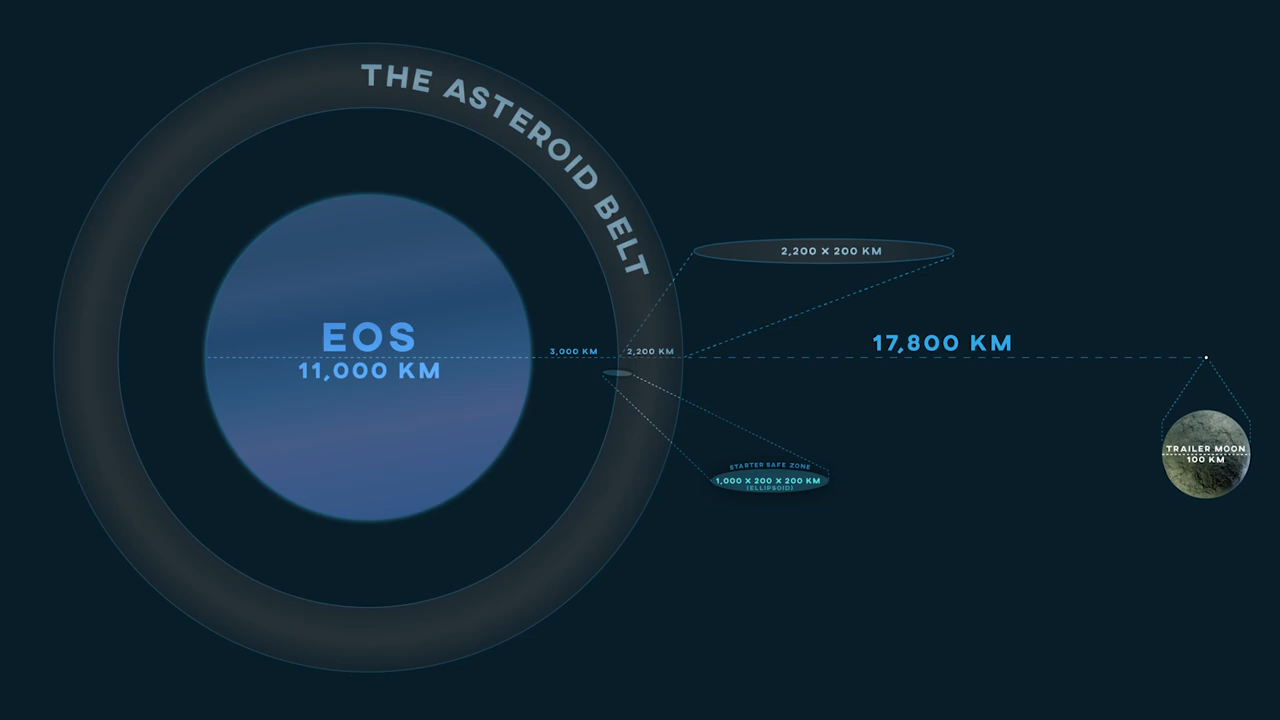 THE ASTEROID BELT
2,200 X 200 KM
17,800 KM
EOS
11,000 KM
3,000 KM
2,200 KM
TRAILER MOON
100 KM
STARTER SAFE ZONE
1,000 X 200 X 200 KM
(ELLIPSOID)